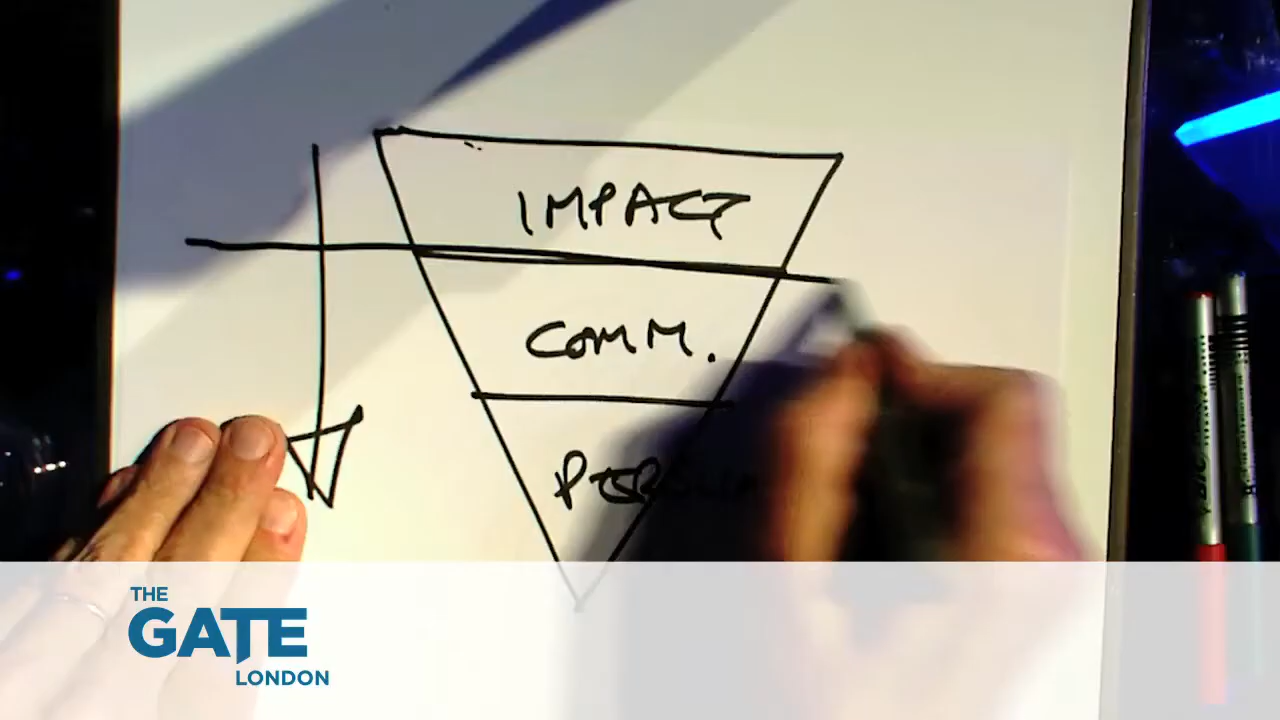 IMPACT
COMM.
THE
GATE
LONDON